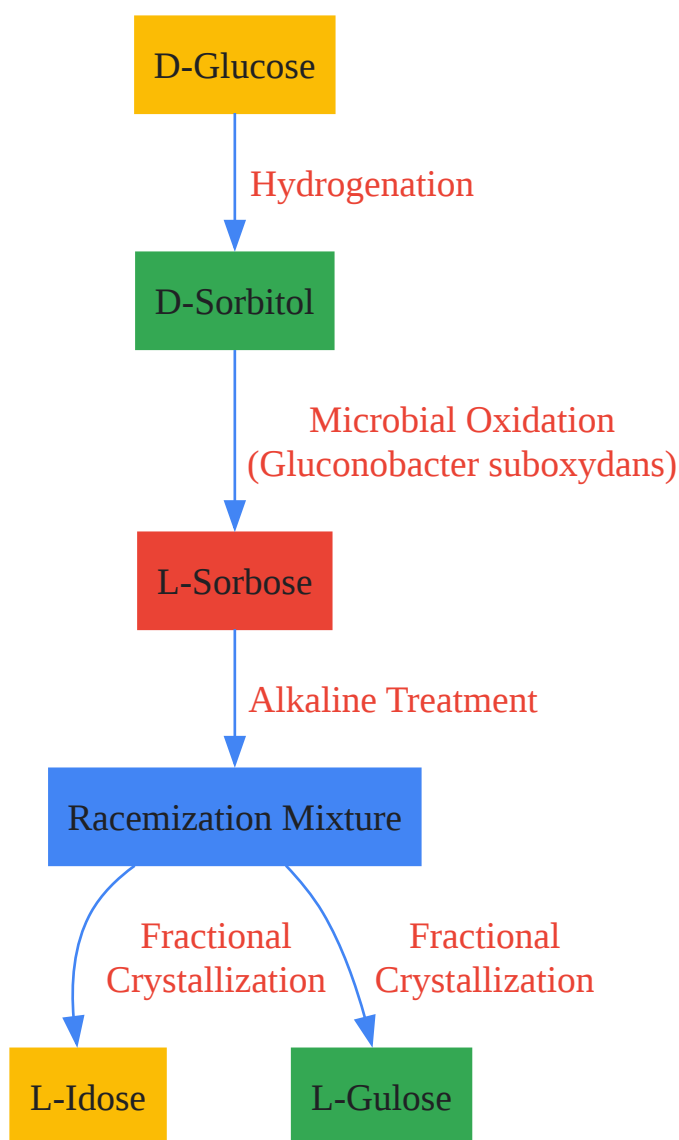 D-Glucose
Hydrogenation
D-Sorbitol
Microbial Oxidation
(Gluconobacter suboxydans)
L-Sorbose
Alkaline Treatment
Racemization Mixture
Fractional
Crystallization
Fractional
Crystallization
L-Idose
L-Gulose